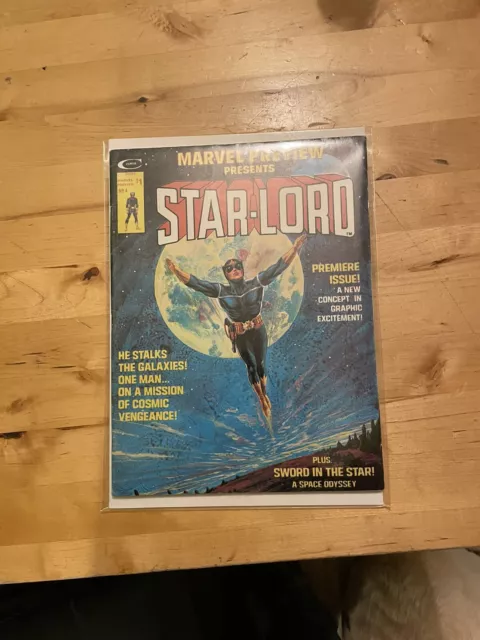 MARVEL PREVIEW
PRESENTS
STAR-LORD
PREMIERE
ISSUE!
A NEW
CONCEPT IN
GRAPHIC
EXCITEMENT!
HE STALKS
THE GALAXIES!
ONE MAN...
ON A MISSION
OF COSMIC
VENGEANCE!
PLUS:
SWORD IN THE STAR!
A SPACE ODYSSEY